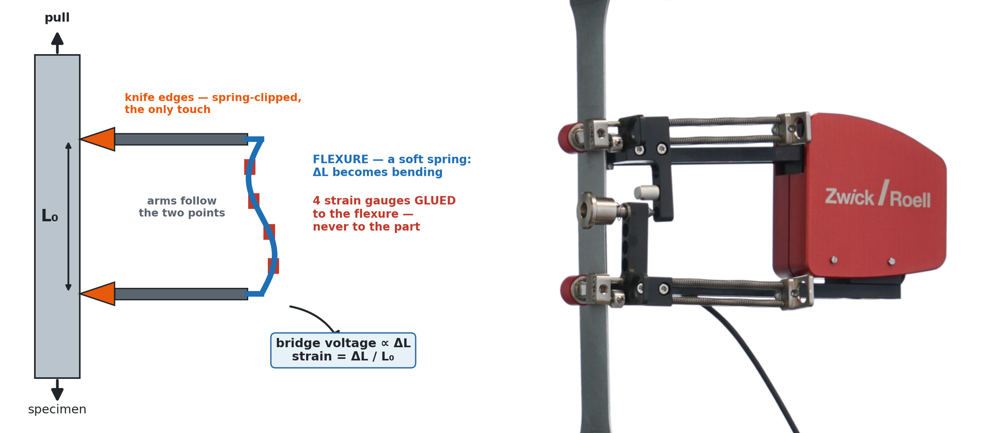 pull
knife edges — spring-clipped,
the only touch
FLEXURE — a soft spring:
ΔL becomes bending
arms follow
the two points
4 strain gauges GLUED
to the flexure —
never to the part
L₀
bridge voltage ∝ ΔL
strain = ΔL / L₀
specimen
Zwick / Roell